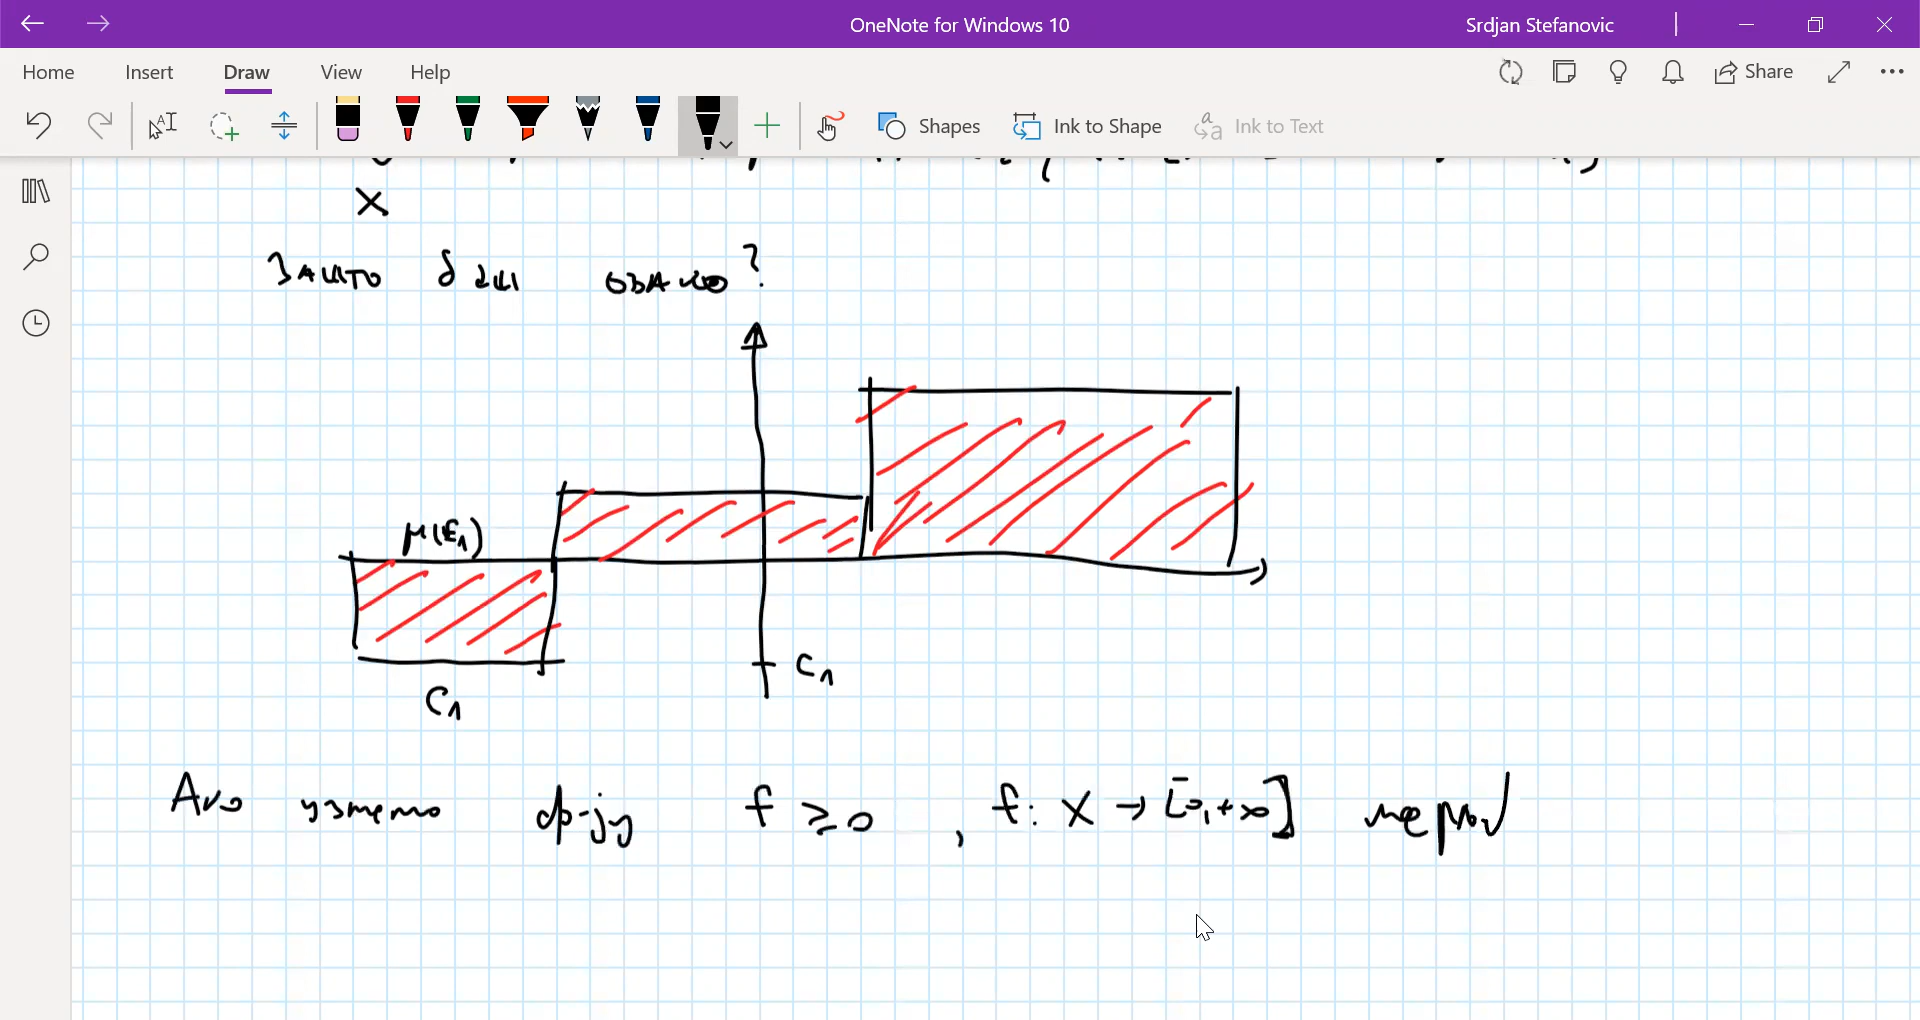 OneNote for Windows 10
Srdjan Stefanovic
Home Insert Draw View Help
Share
Shapes Ink to Shape Ink to Text
X
Зашто баш овако?
μ(E₁)
C₁
C₁
Ако узмемо ф-ју f ≥ 0, f: X → [0, +∞]